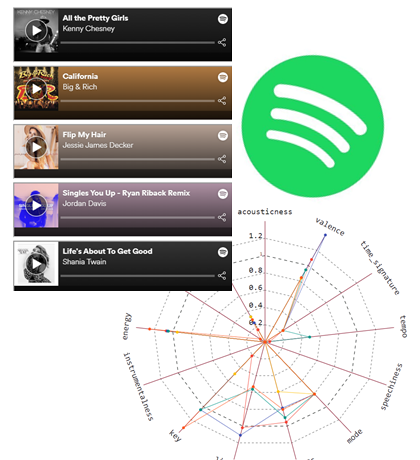 KENNY CHESNEY
All the Pretty Girls
Kenny Chesney
California
Big & Rich
Flip My Hair
Jessie James Decker
Singles You Up - Ryan Riback Remix
Jordan Davis
Life's About To Get Good
Shania Twain
acousticness
valence
time_signature
tempo
speechiness
mode
key
instrumentalness
energy
1.2
1
0.8
0.6
0.4
0.2